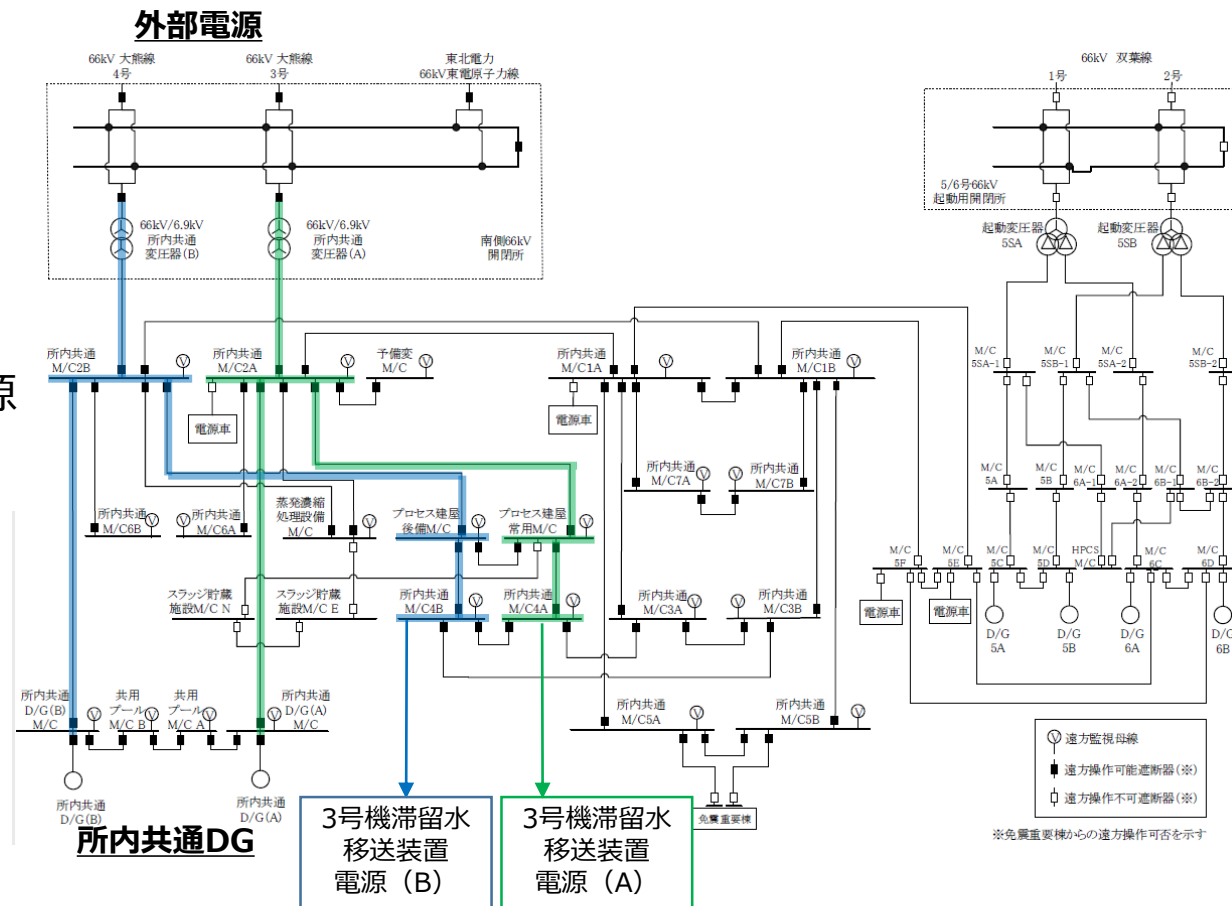 外部電源
66kV 大熊線
4号
66kV 大熊線
3号
東北電力
66kV東電原子力線
66kV 双葉線
1号
2号
66kV/6.9kV
所内共通
変圧器(B)
66kV/6.9kV
所内共通
変圧器(A)
南側66kV
開閉所
5/6号66kV
起動用開閉所
起動変圧器
5SA
起動変圧器
5SB
所内共通
M/C2B
所内共通
M/C2A
予備変
M/C
所内共通
M/C1A
所内共通
M/C1B
M/C
5SA-1
M/C
5SB-1
M/C
5SA-2
M/C
5SB-2
源
電源車
電源車
所内共通
M/C7A
所内共通
M/C7B
M/C
5A
M/C
5B
M/C
6A-1
M/C
6A-2
M/C
6B-1
M/C
6B-2
所内共通
M/C6B
所内共通
M/C6A
蒸発濃縮
処理設備
M/C
プロセス建屋
後備M/C
プロセス建屋
常用M/C
M/C
5F
M/C
5E
M/C
5C
M/C
5D
HPCS
M/C
M/C
6C
M/C
6D
スラッジ貯蔵
施設M/C N
スラッジ貯蔵
施設M/C E
所内共通
M/C4B
所内共通
M/C4A
所内共通
M/C3A
所内共通
M/C3B
電源車
電源車
D/G
5A
D/G
5B
D/G
6A
D/G
6B
所内共通
D/G(B)
M/C
共用
プール
M/C B
共用
プール
M/C A
所内共通
D/G(A)
M/C
所内共通
M/C5A
所内共通
M/C5B
所内共通
D/G(B)
所内共通
D/G(A)
所内共通DG
3号機滞留水
移送装置
電源（B）
3号機滞留水
移送装置
電源（A）
免震重要棟
V 遠方監視母線
遠方操作可能遮断器(※)
遠方操作不可遮断器(※)
※免震重要棟からの遠方操作可否を示す